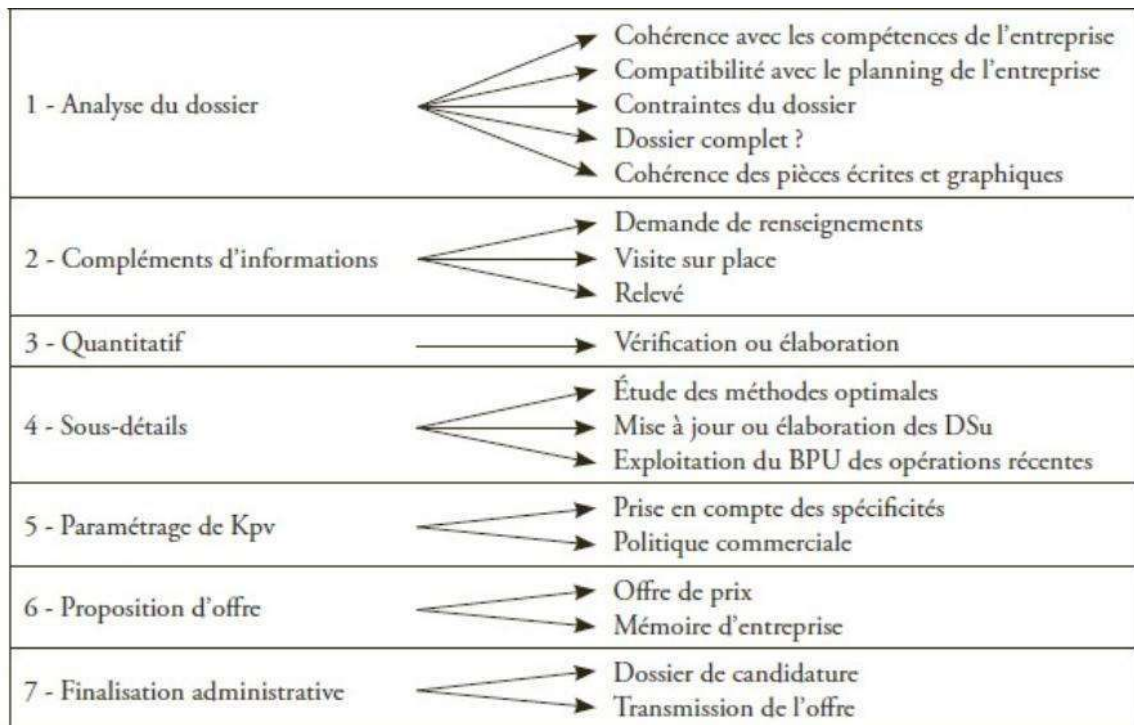 1 - Analyse du dossier
Cohérence avec les compétences de l'entreprise
Compatibilité avec le planning de l'entreprise
Contraintes du dossier
Dossier complet ?
Cohérence des pièces écrites et graphiques
2 - Compléments d'informations
Demande de renseignements
Visite sur place
Relevé
3 - Quantitatif
Vérification ou élaboration
4 - Sous-détails
Étude des méthodes optimales
Mise à jour ou élaboration des DSu
Exploitation du BPU des opérations récentes
5 - Paramétrage de Kpv
Prise en compte des spécificités
Politique commerciale
6 - Proposition d'offre
Offre de prix
Mémoire d'entreprise
7 - Finalisation administrative
Dossier de candidature
Transmission de l'offre